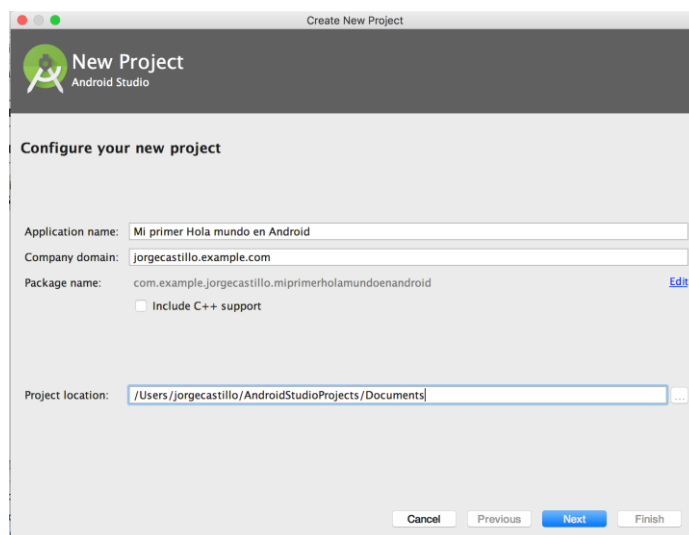 Create New Project
New Project
Android Studio
Configure your new project
Application name: Mi primer Hola mundo en Android
Company domain: jorgecastillo.example.com
Package name: com.example.jorgecastillo.miprimerholamundoenandroid Edit
Include C++ support
Project location: /Users/jorgecastillo/AndroidStudioProjects/Documents ...
Cancel Previous Next Finish